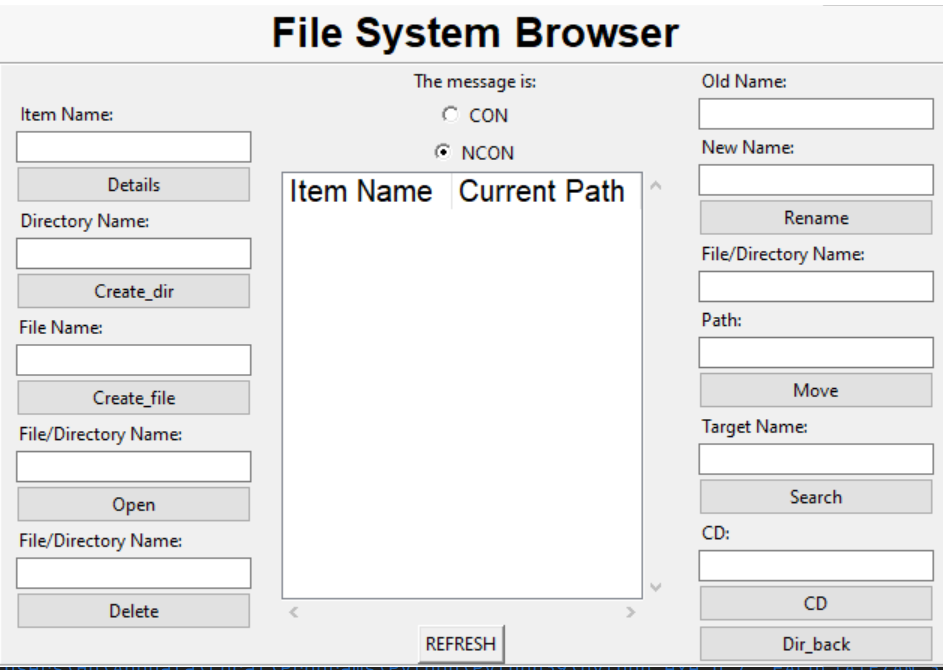 File System Browser
Item Name:
Details
Directory Name:
Create_dir
File Name:
Create_file
File/Directory Name:
Open
File/Directory Name:
Delete
The message is:
CON
NCON
Item Name Current Path
REFRESH
Old Name:
New Name:
Rename
File/Directory Name:
Path:
Move
Target Name:
Search
CD:
CD
Dir_back